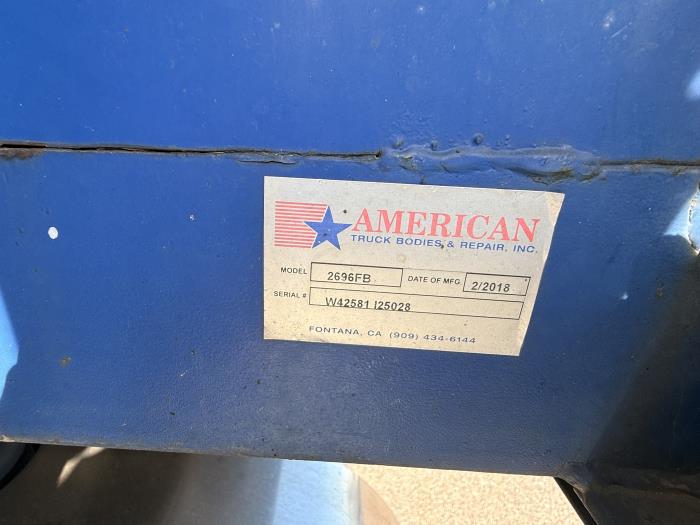 AMERICAN
TRUCK BODIES & REPAIR, INC.
MODEL 2696FB DATE OF MFG 2/2018
SERIAL # W42581 I25028
FONTANA, CA (909) 434-6144